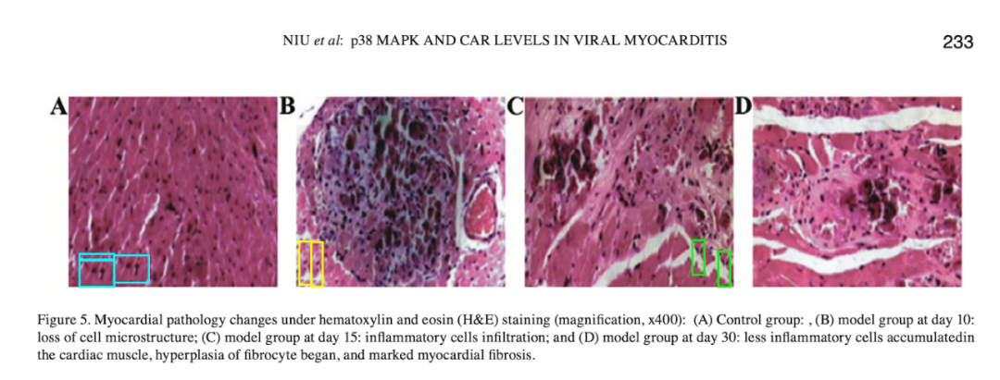 NIU et al: p38 MAPK AND CAR LEVELS IN VIRAL MYOCARDITIS
233
A
B
C
D
Figure 5. Myocardial pathology changes under hematoxylin and eosin (H&E) staining (magnification, x400): (A) Control group: , (B) model group at day 10:
loss of cell microstructure; (C) model group at day 15: inflammatory cells infiltration; and (D) model group at day 30: less inflammatory cells accumulatedin
the cardiac muscle, hyperplasia of fibrocyte began, and marked myocardial fibrosis.